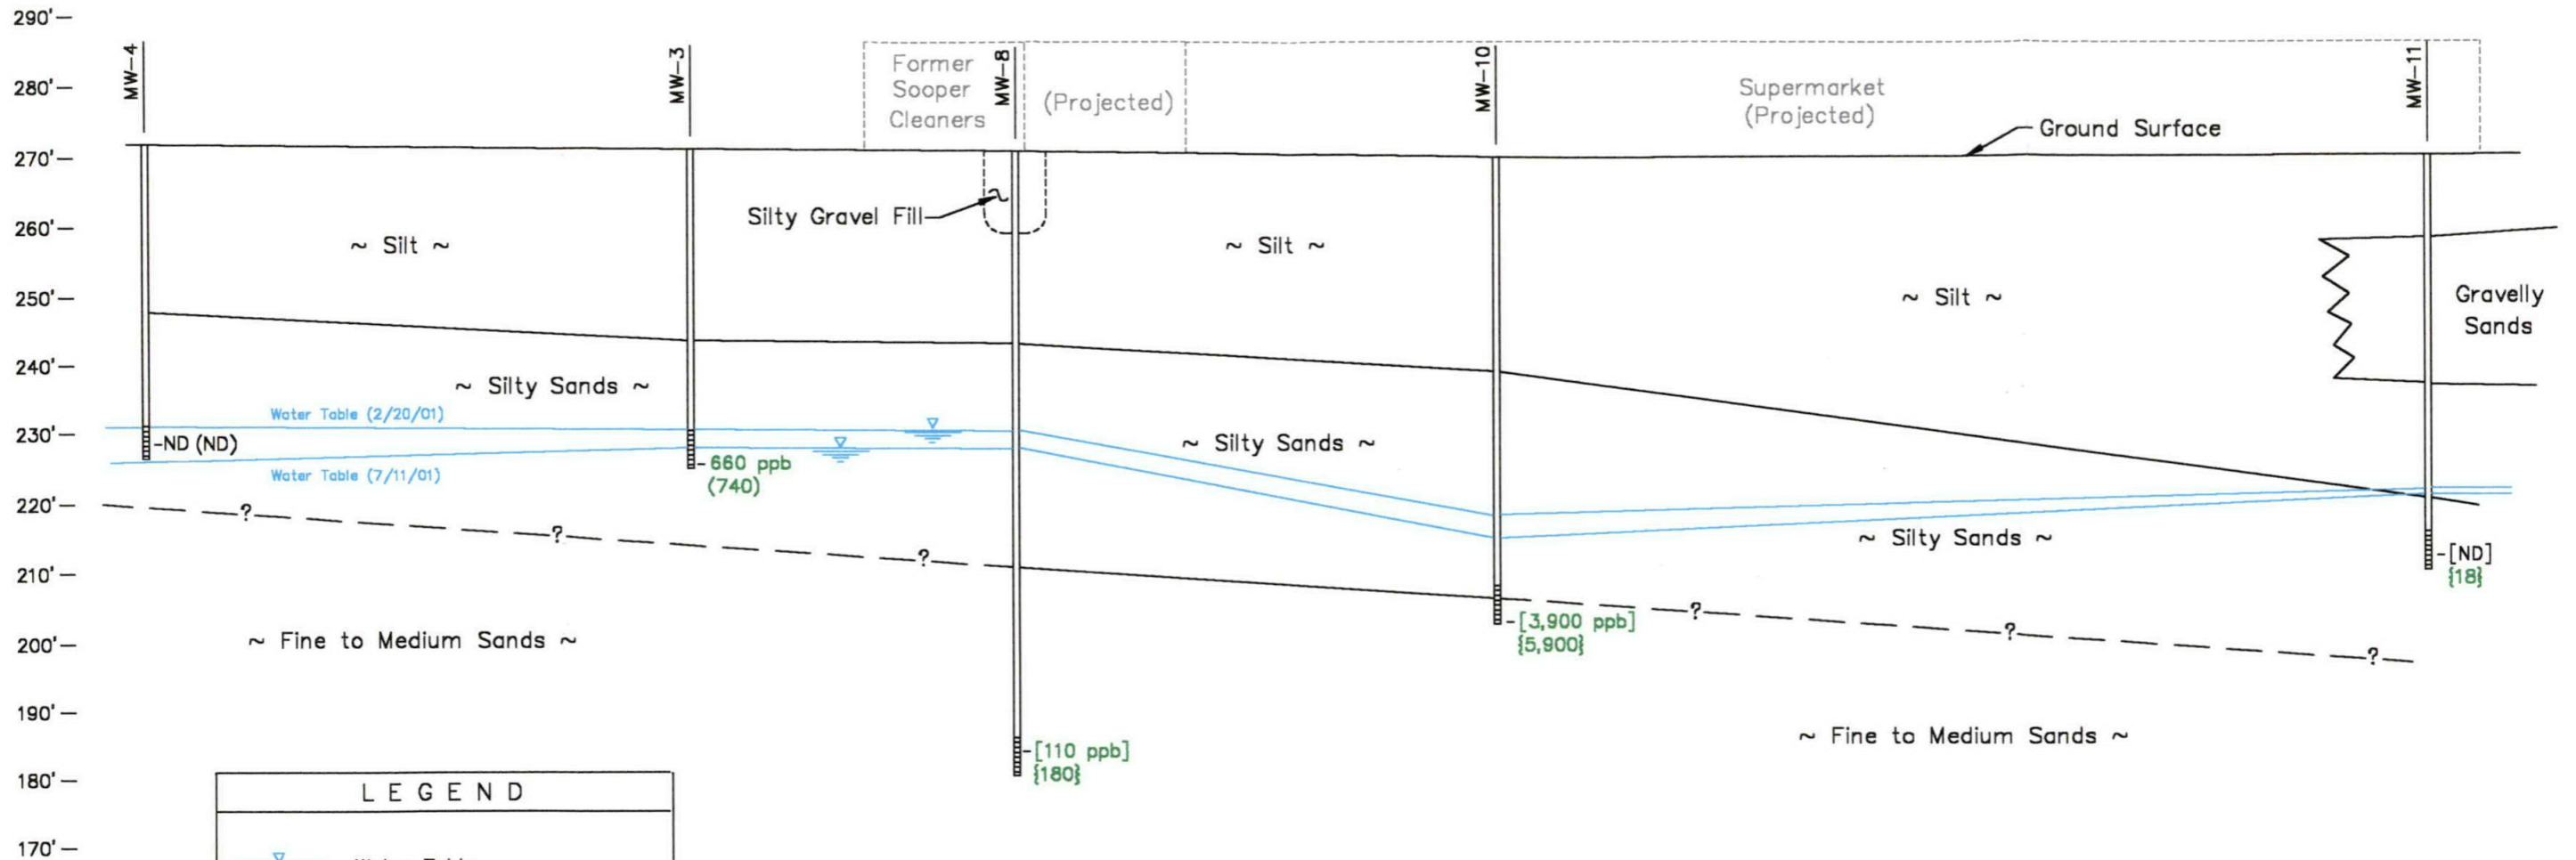 290'
280'
270'
260'
250'
240'
230'
220'
210'
200'
190'
180'
170'
MW-4
MW-3
Former
Sooper
Cleaners
MW-8
(Projected)
MW-10
Supermarket
(Projected)
MW-11
Ground Surface
Silty Gravel Fill
~ Silt ~
~ Silt ~
~ Silt ~
Gravelly
Sands
~ Silty Sands ~
Water Table (2/20/01)
-ND (ND)
Water Table (7/11/01)
- 660 ppb
(740)
~ Silty Sands ~
~ Silty Sands ~
-[ND]
{18}
?
?
?
-[3,900 ppb]
{5,900}
?
?
?
~ Fine to Medium Sands ~
~ Fine to Medium Sands ~
-[110 ppb]
{180}
LEGEND
Water Table